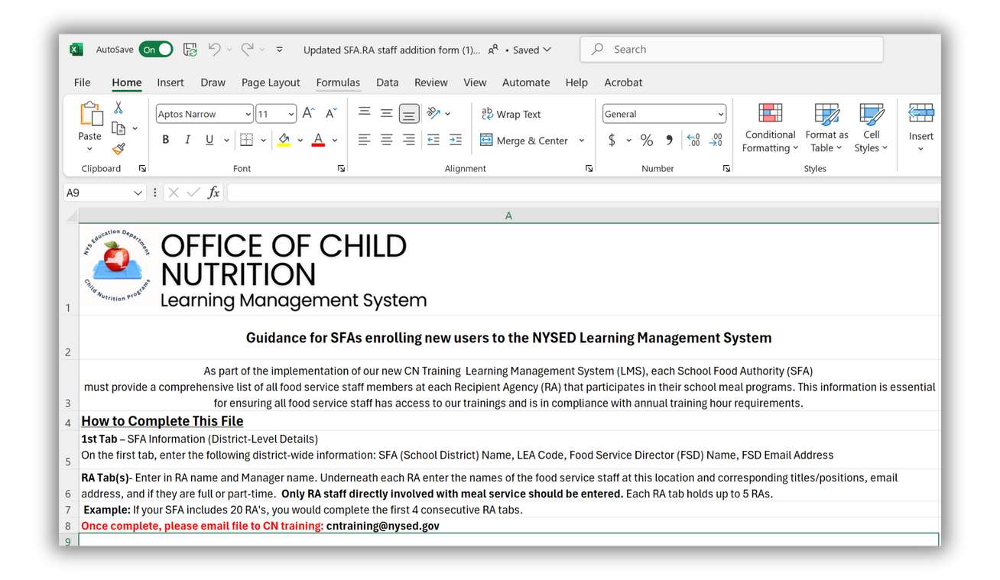 AutoSave On Updated SFA.RA staff addition form (1)... • Saved Search
File Home Insert Draw Page Layout Formulas Data Review View Automate Help Acrobat
Aptos Narrow 11 A A ab Wrap Text General
Paste B I U A Merge & Center $ % 9 .00 .00 Conditional Formatting Format as Table Cell Styles Insert
Clipboard Font Alignment Number Styles
A9 fx
A
NYS Education Department
Child Nutrition Programs
OFFICE OF CHILD
NUTRITION
Learning Management System
1
Guidance for SFAs enrolling new users to the NYSED Learning Management System
2
As part of the implementation of our new CN Training  Learning Management System (LMS), each School Food Authority (SFA)
must provide a comprehensive list of all food service staff members at each Recipient Agency (RA) that participates in their school meal programs. This information is essential
3 for ensuring all food service staff has access to our trainings and is in compliance with annual training hour requirements.
4 How to Complete This File
1st Tab – SFA Information (District-Level Details)
5 On the first tab, enter the following district-wide information: SFA (School District) Name, LEA Code, Food Service Director (FSD) Name, FSD Email Address
RA Tab(s)- Enter in RA name and Manager name. Underneath each RA enter the names of the food service staff at this location and corresponding titles/positions, email
6 address, and if they are full or part-time.  Only RA staff directly involved with meal service should be entered. Each RA tab holds up to 5 RAs.
7 Example: If your SFA includes 20 RA's, you would complete the first 4 consecutive RA tabs.
8 Once complete, please email file to CN training: cntraining@nysed.gov
9